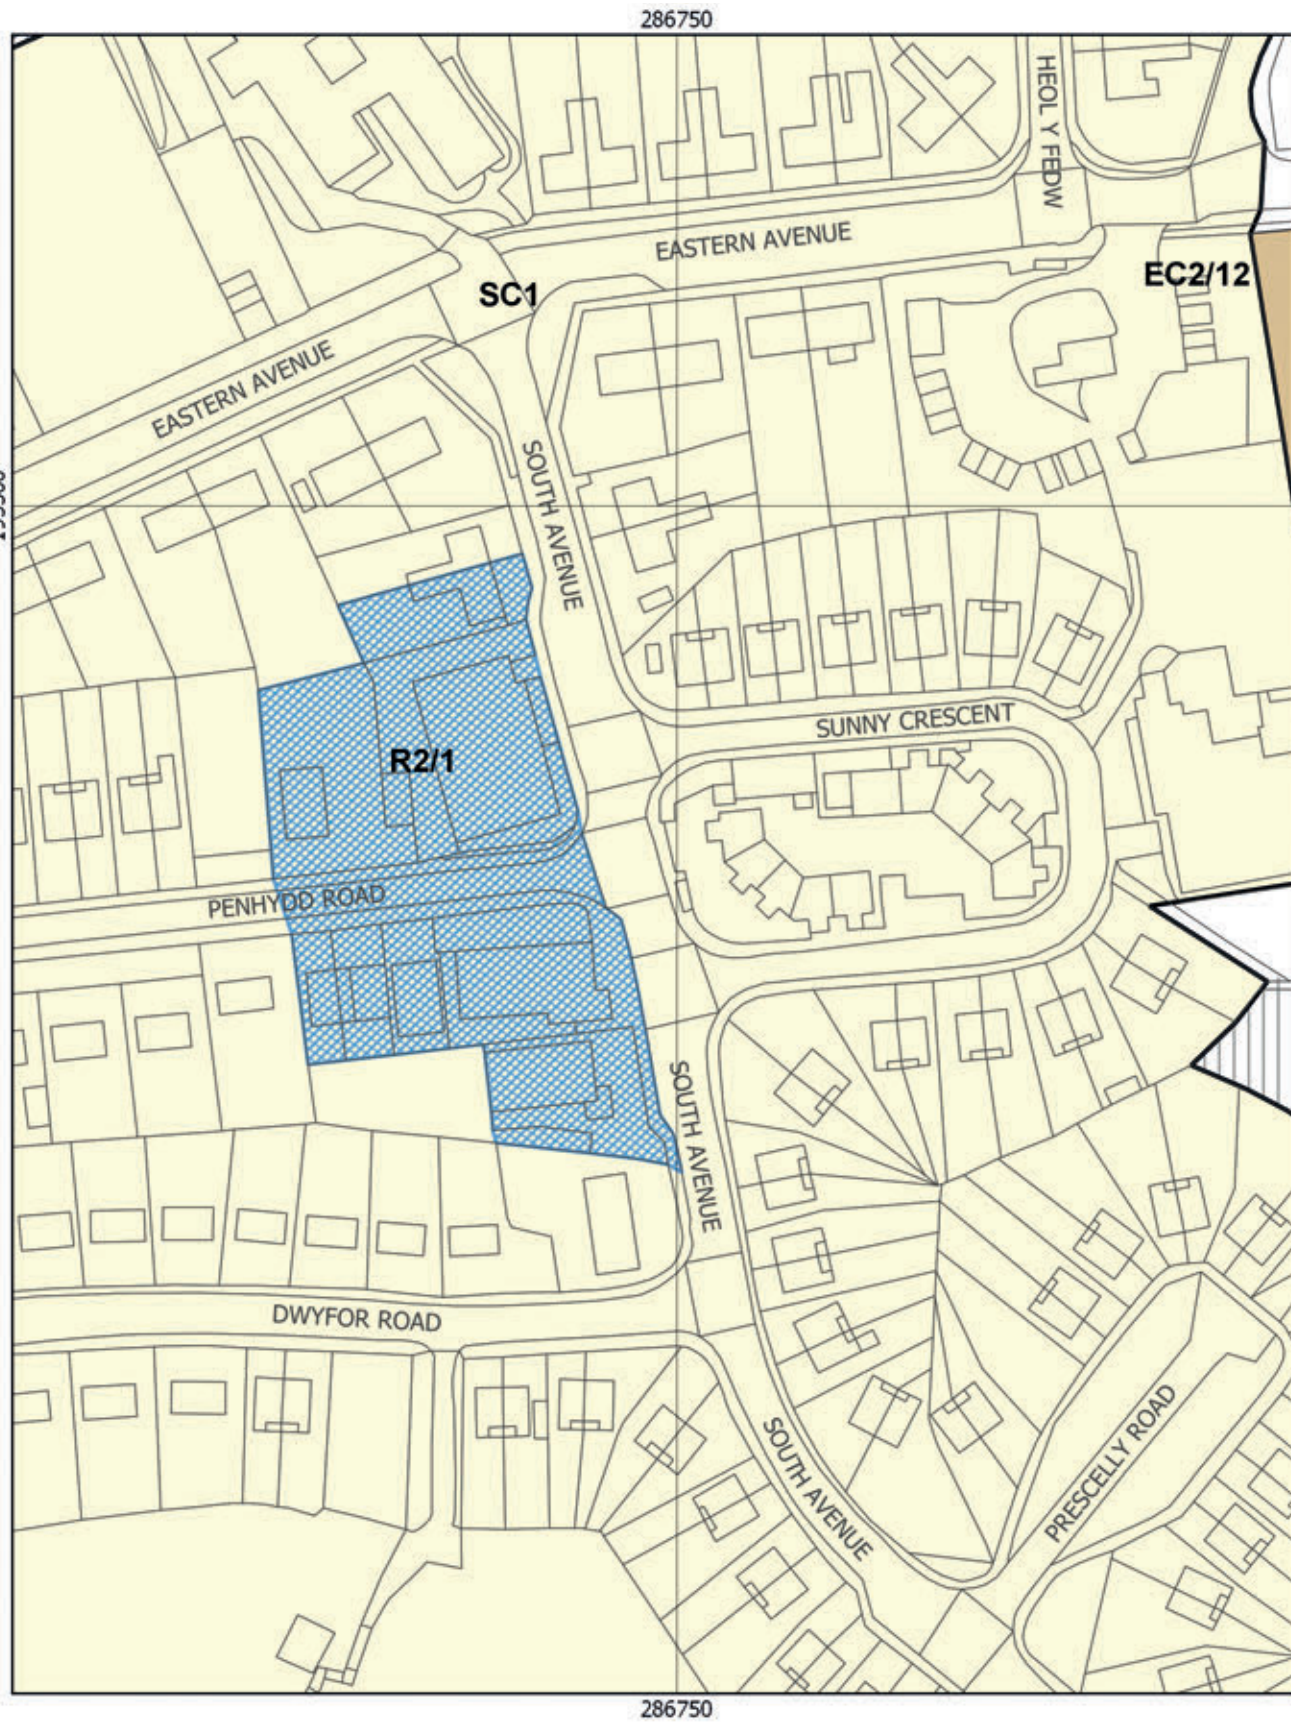 286750
HEOL Y FEDW
EASTERN AVENUE
EC2/12
SC1
EASTERN AVENUE
SOUTH AVENUE
SUNNY CRESCENT
R2/1
PENHYDD ROAD
SOUTH AVENUE
DWYFOR ROAD
SOUTH AVENUE
PRESCELLY ROAD
286750